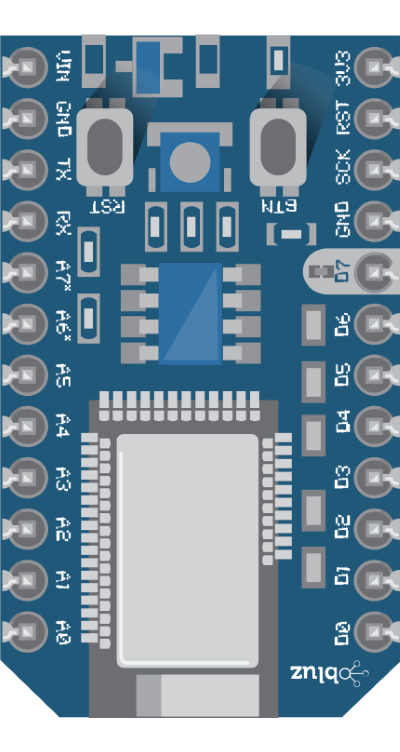 VIN
GND
TX
RX
A7*
A6*
A5
A4
A3
A2
A1
A0
RST
BTN
3V3
RST
SCK
GND
D7
D6
D5
D4
D3
D2
D1
D0
bluz